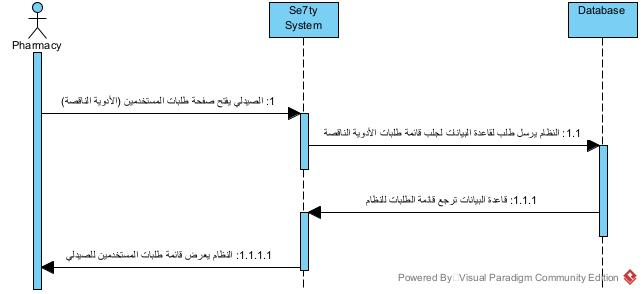 Se7ty
System
Database
Pharmacy
1: الصيدلي يفتح صفحة طلبات المستخدمين (الأدوية الناقصة)
1.1: النظام يرسل طلب لقاعدة البيانات لجلب قائمة طلبات الأدوية الناقصة
1.1.1: قاعدة البيانات ترجع قائمة الطلبات للنظام
1.1.1.1: النظام يعرض قائمة طلبات المستخدمين للصيدلي
Powered By Visual Paradigm Community Edition